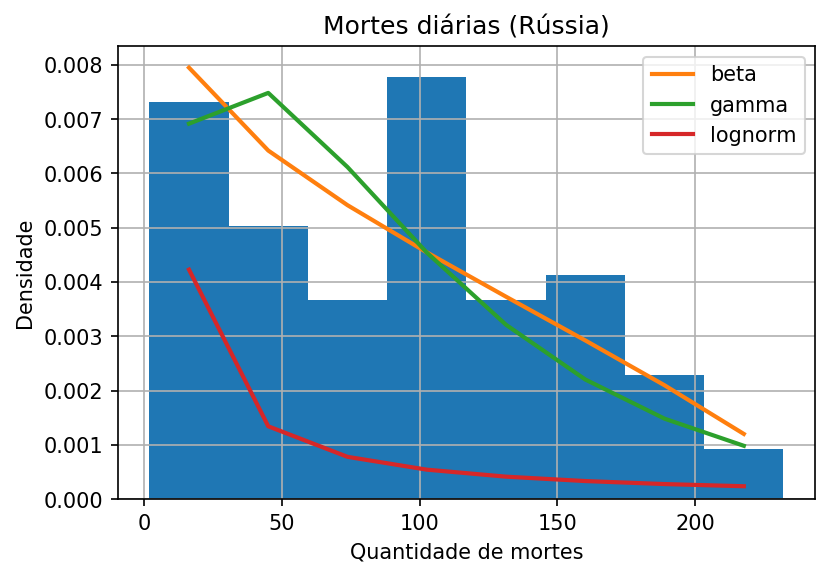 Mortes diárias (Rússia)
beta
gamma
lognorm
Densidade
0.008
0.007
0.006
0.005
0.004
0.003
0.002
0.001
0.000
0 50 100 150 200
Quantidade de mortes